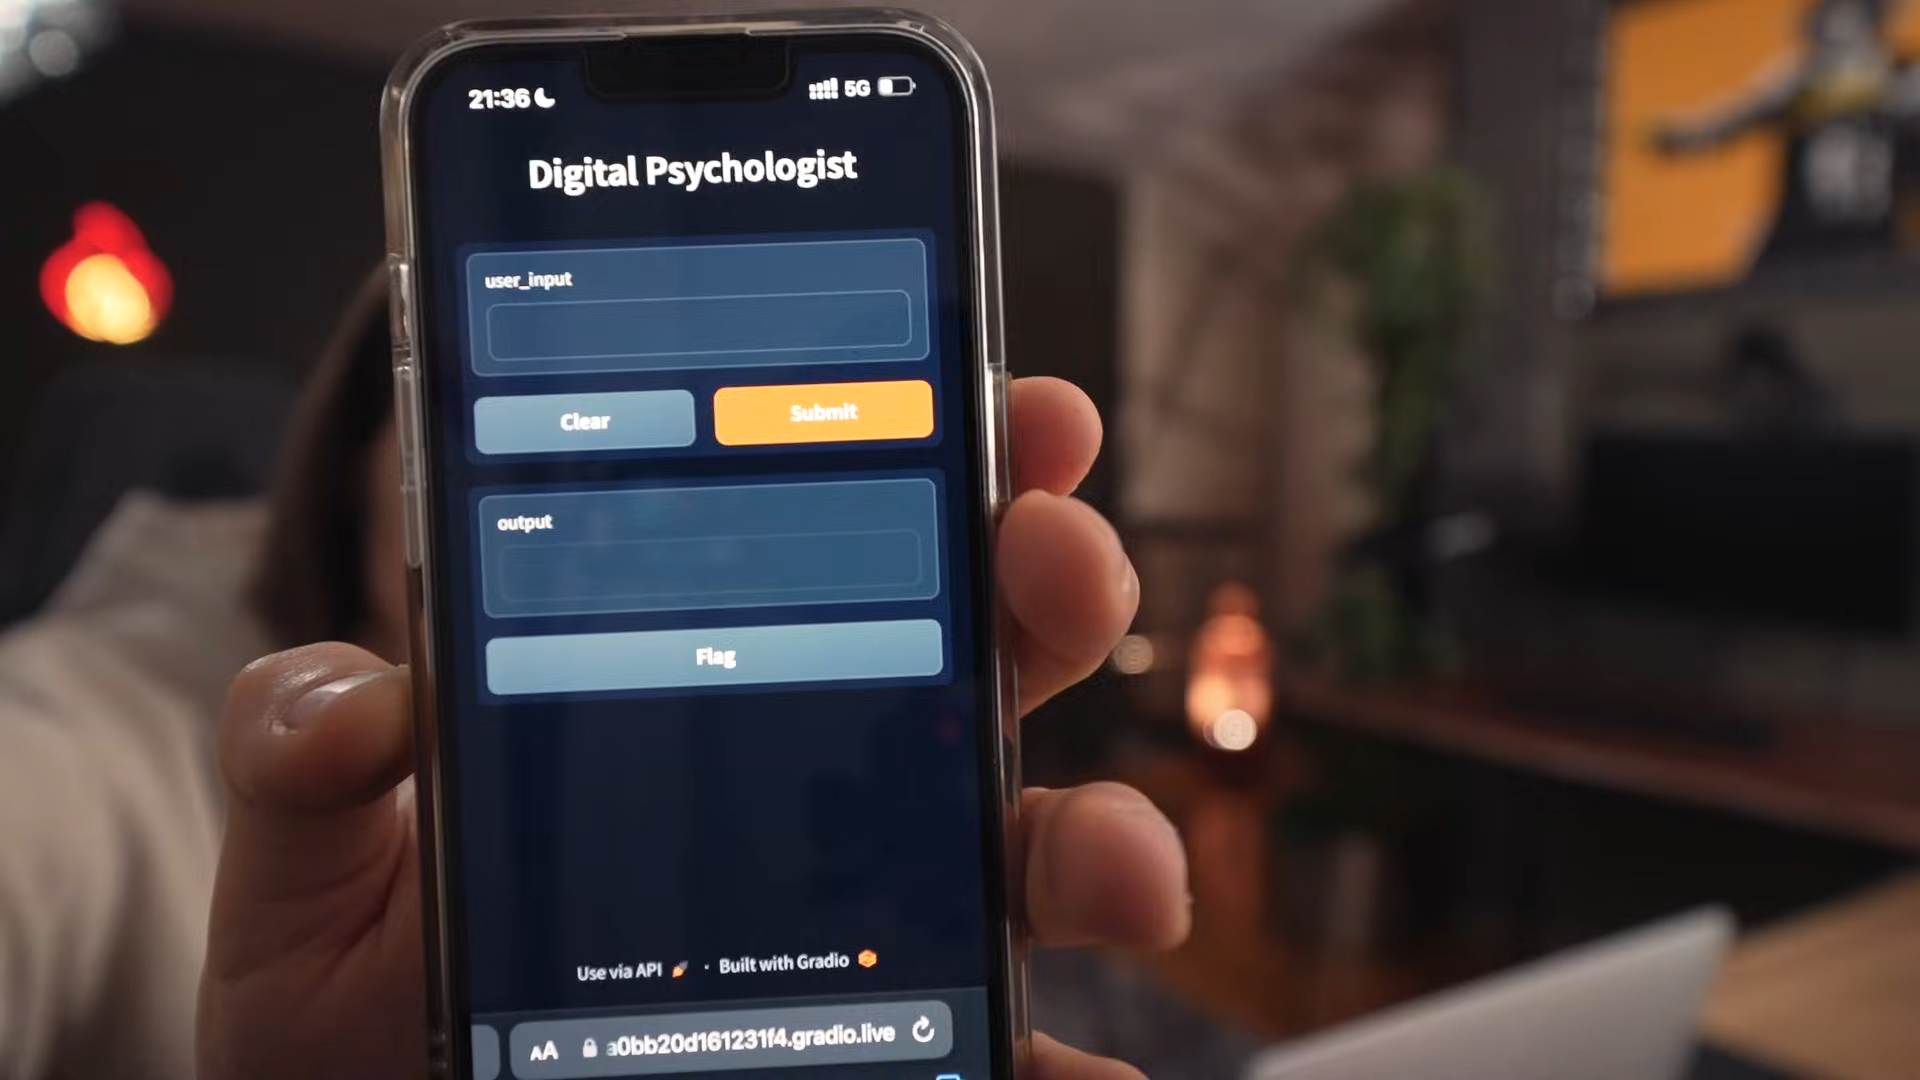 21:36 5G
Digital Psychologist
user_input
Clear Submit
output
Flag
Use via API · Built with Gradio
AA a0bb20d161231f4.gradio.live